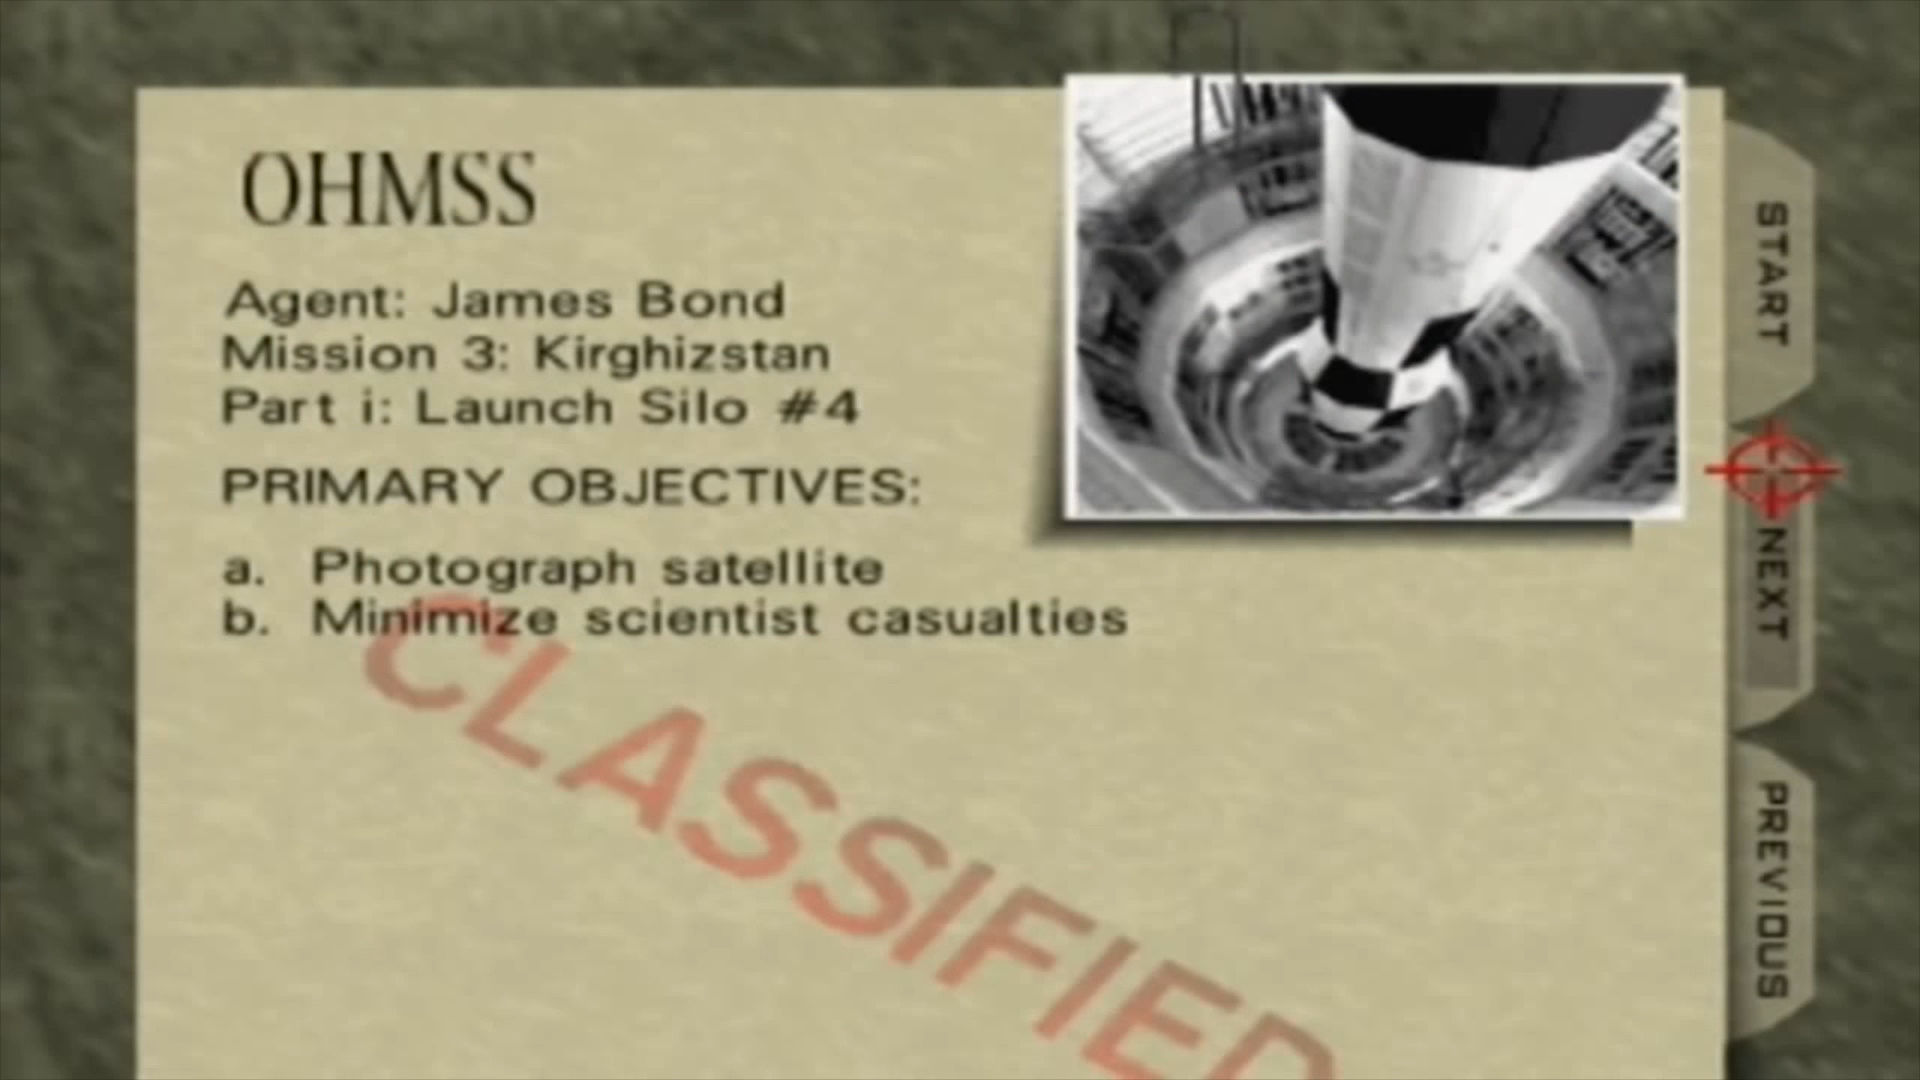 OHMSS
Agent: James Bond
Mission 3: Kirghizstan
Part i: Launch Silo #4
PRIMARY OBJECTIVES:
a. Photograph satellite
b. Minimize scientist casualties
CLASSIFIED
START
NEXT
PREVIOUS